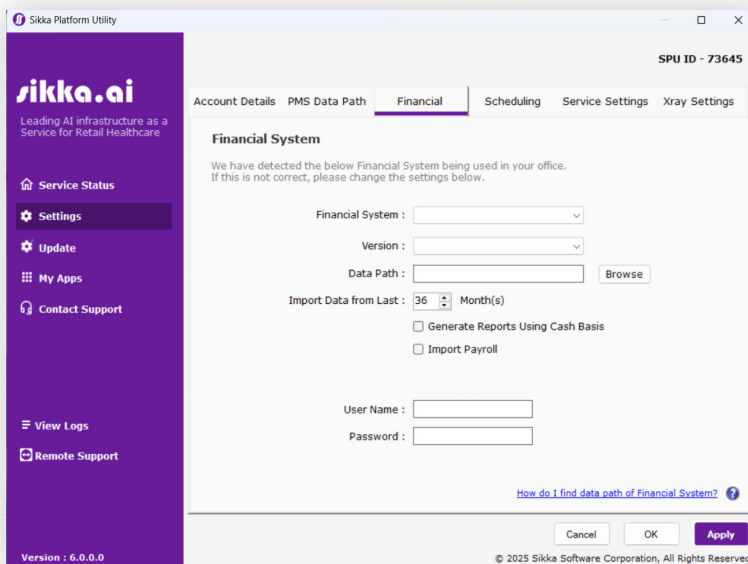 Sikka Platform Utility
SPU ID - 73645
sikka.ai
Leading AI infrastructure as a
Service for Retail Healthcare
Service Status
Settings
Update
My Apps
Contact Support
View Logs
Remote Support
Version : 6.0.0.0
Account Details PMS Data Path Financial Scheduling Service Settings Xray Settings
Financial System
We have detected the below Financial System being used in your office.
If this is not correct, please change the settings below.
Financial System :
Version :
Data Path : Browse
Import Data from Last : 36 Month(s)
Generate Reports Using Cash Basis
Import Payroll
User Name :
Password :
How do I find data path of Financial System? ?
Cancel OK Apply
© 2025 Sikka Software Corporation, All Rights Reserved